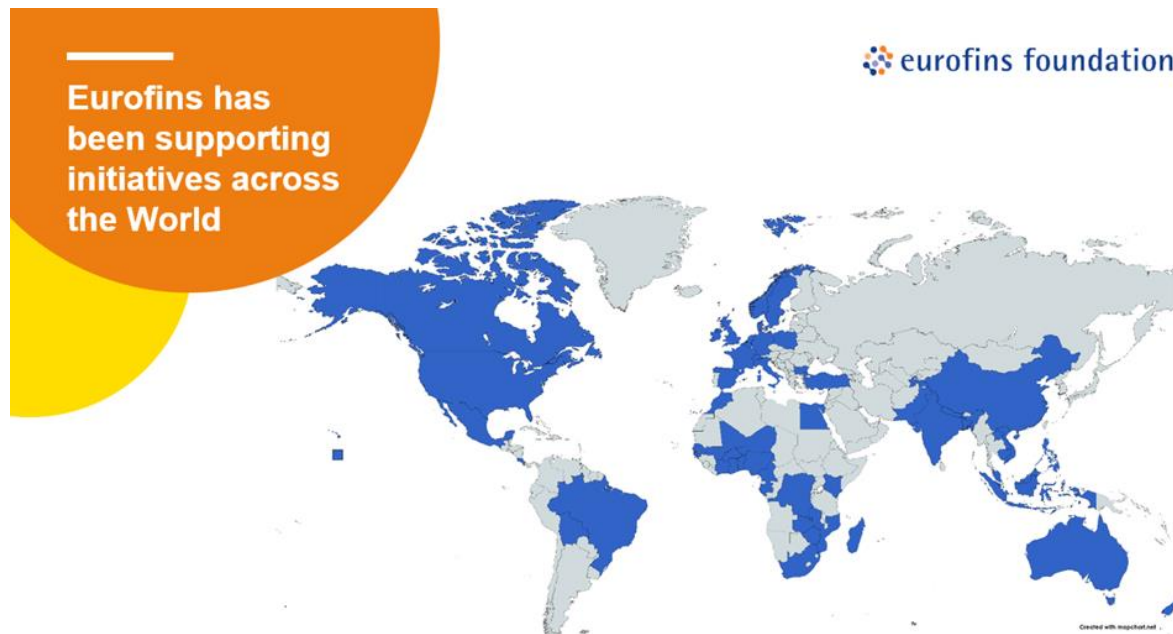 Eurofins has
been supporting
initiatives across
the World
eurofins foundation
Created with mapchart.net